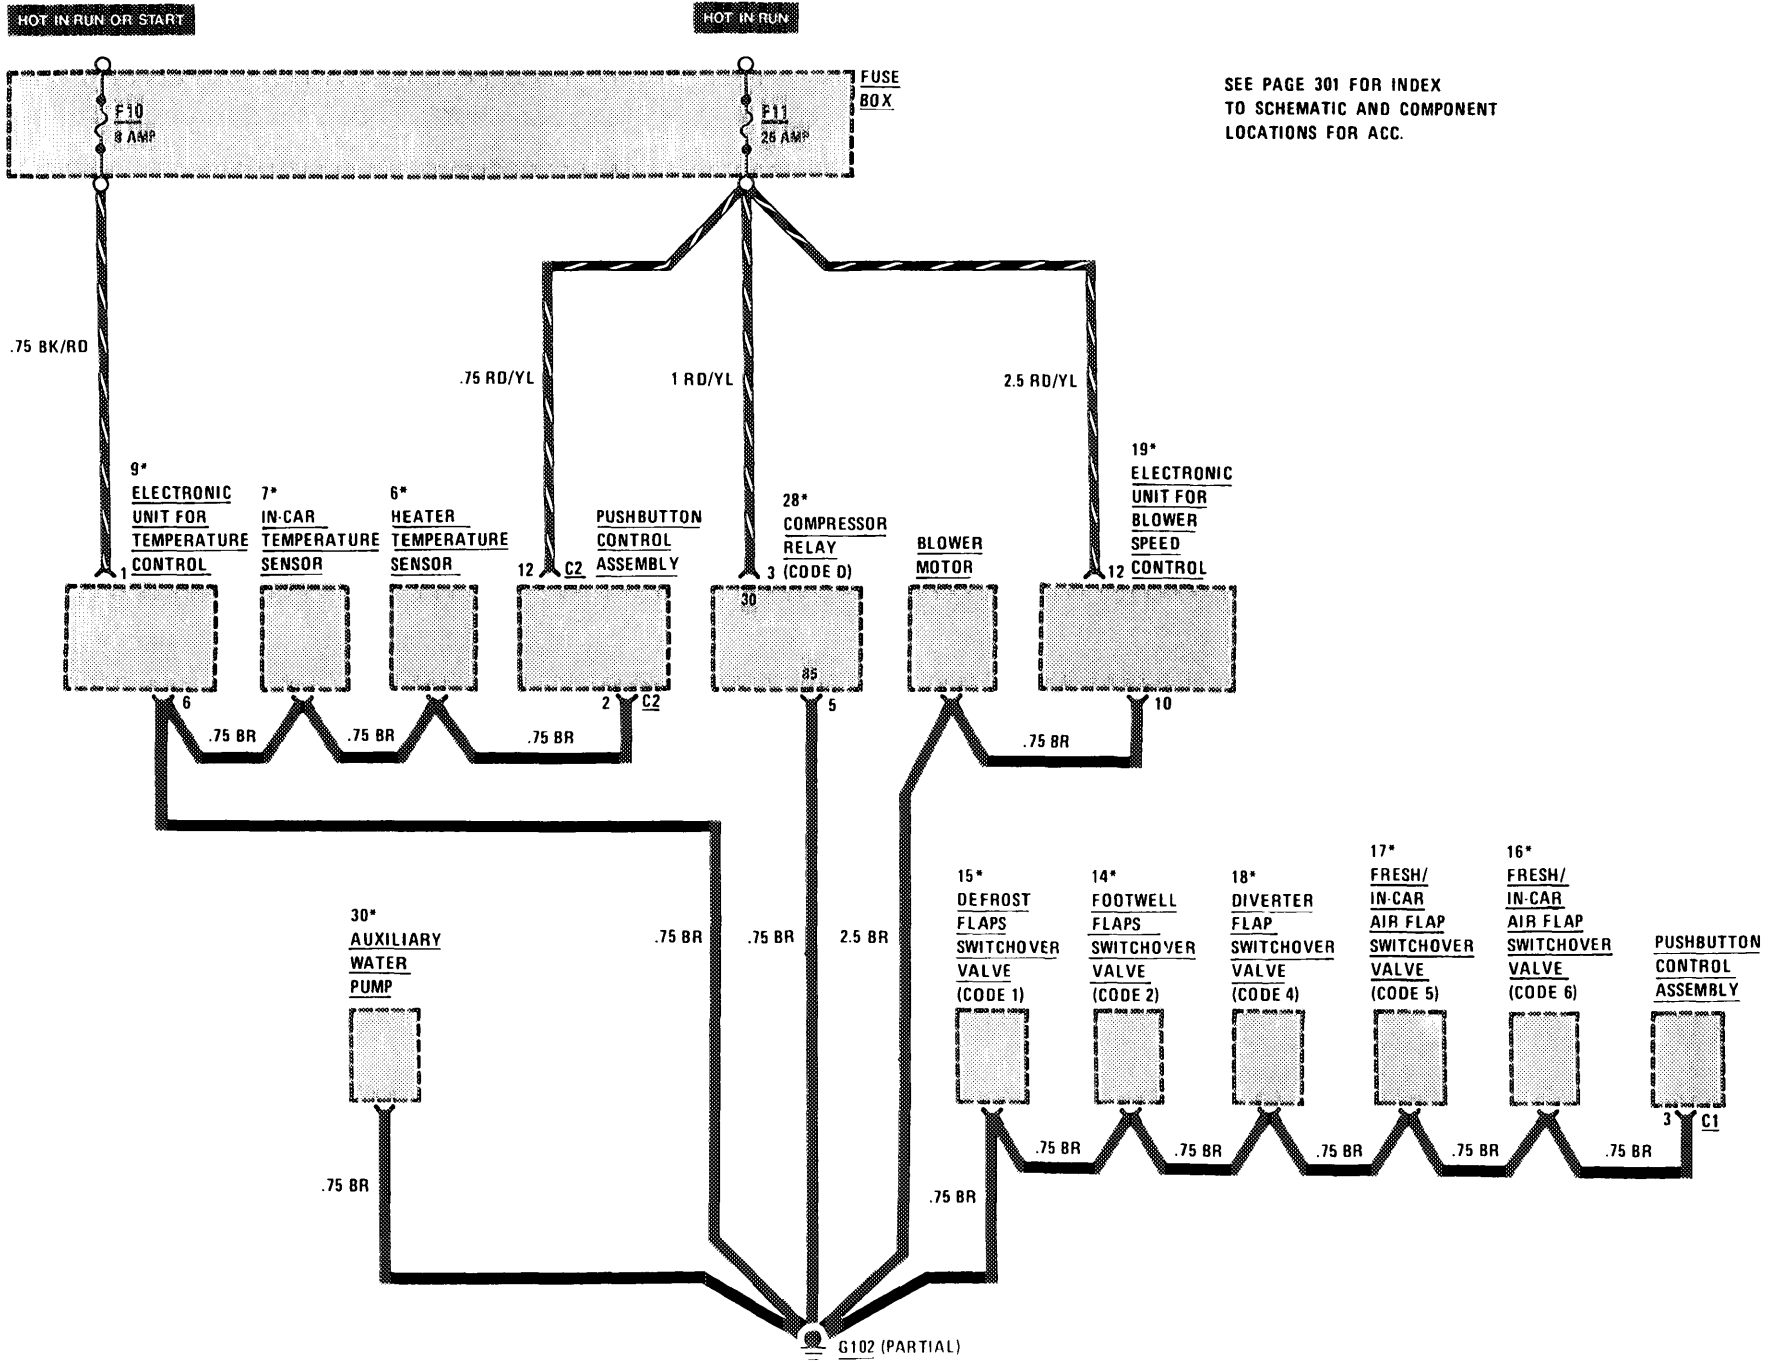 HOT IN RUN OR START
HOT IN RUN
FUSE
BOX
F10
8 AMP
F11
25 AMP
SEE PAGE 301 FOR INDEX
TO SCHEMATIC AND COMPONENT
LOCATIONS FOR ACC.
.75 BK/RD
.75 RD/YL
1 RD/YL
2.5 RD/YL
9*
ELECTRONIC
UNIT FOR
TEMPERATURE
CONTROL
1
6
7*
IN-CAR
TEMPERATURE
SENSOR
6*
HEATER
TEMPERATURE
SENSOR
PUSHBUTTON
CONTROL
ASSEMBLY
12
C2
2
C2
28*
COMPRESSOR
RELAY
(CODE D)
3
30
85
5
BLOWER
MOTOR
19*
ELECTRONIC
UNIT FOR
BLOWER
SPEED
CONTROL
12
10
.75 BR
.75 BR
.75 BR
.75 BR
.75 BR
.75 BR
2.5 BR
30*
AUXILIARY
WATER
PUMP
.75 BR
15*
DEFROST
FLAPS
SWITCHOVER
VALVE
(CODE 1)
14*
FOOTWELL
FLAPS
SWITCHOVER
VALVE
(CODE 2)
18*
DIVERTER
FLAP
SWITCHOVER
VALVE
(CODE 4)
17*
FRESH/
IN-CAR
AIR FLAP
SWITCHOVER
VALVE
(CODE 5)
16*
FRESH/
IN-CAR
AIR FLAP
SWITCHOVER
VALVE
(CODE 6)
PUSHBUTTON
CONTROL
ASSEMBLY
3
C1
.75 BR
.75 BR
.75 BR
.75 BR
.75 BR
.75 BR
G102 (PARTIAL)